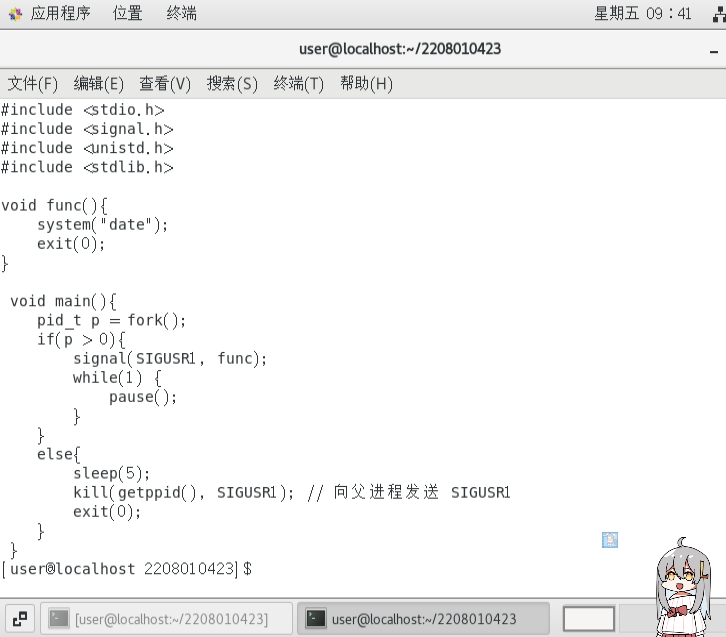 应用程序 位置 终端 星期五 09：41
user@localhost:~/2208010423
文件(F) 编辑(E) 查看(V) 搜索(S) 终端(T) 帮助(H)
#include <stdio.h>
#include <signal.h>
#include <unistd.h>
#include <stdlib.h>
void func(){
    system("date");
    exit(0);
}
 void main(){
    pid_t p = fork();
    if(p > 0){
        signal(SIGUSR1, func);
        while(1) {
            pause();
        }
    }
    else{
        sleep(5);
        kill(getppid(), SIGUSR1); // 向父进程发送 SIGUSR1
        exit(0);
    }
 }
[user@localhost 2208010423]$
[user@localhost:~/2208010423] user@localhost:~/2208010423